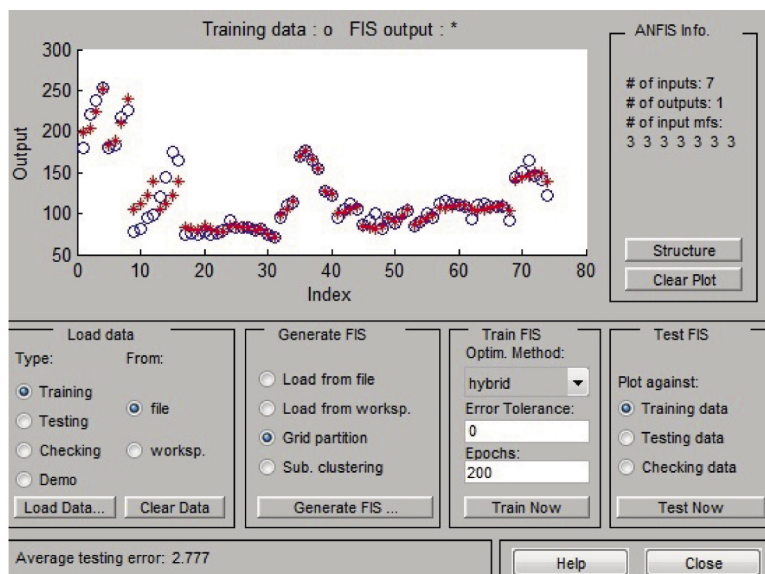 Training data : o FIS output : *
ANFIS Info.
300
250
200
150
100
50
Output
0 10 20 30 40 50 60 70 80
Index
# of inputs: 7
# of outputs: 1
# of input mfs:
3 3 3 3 3 3 3
Structure
Clear Plot
Load data
Type: From:
Training
Testing
Checking
Demo
file
worksp.
Load Data... Clear Data
Generate FIS
Load from file
Load from worksp.
Grid partition
Sub. clustering
Generate FIS ...
Train FIS
Optim. Method:
hybrid
Error Tolerance:
0
Epochs:
200
Train Now
Test FIS
Plot against:
Training data
Testing data
Checking data
Test Now
Average testing error: 2.777
Help Close